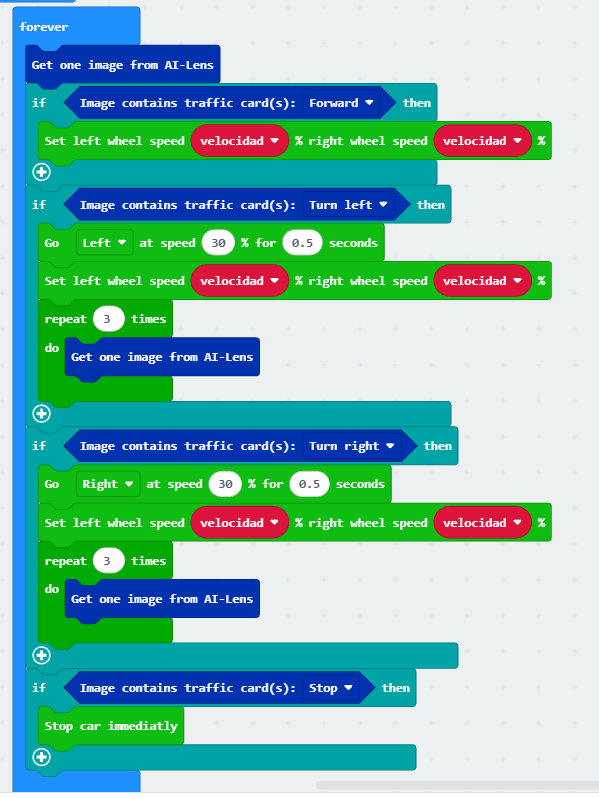 forever
Get one image from AI-Lens
if Image contains traffic card(s): Forward then
Set left wheel speed velocidad % right wheel speed velocidad %
if Image contains traffic card(s): Turn left then
Go Left at speed 30 % for 0.5 seconds
Set left wheel speed velocidad % right wheel speed velocidad %
repeat 3 times
do Get one image from AI-Lens
if Image contains traffic card(s): Turn right then
Go Right at speed 30 % for 0.5 seconds
Set left wheel speed velocidad % right wheel speed velocidad %
repeat 3 times
do Get one image from AI-Lens
if Image contains traffic card(s): Stop then
Stop car immediatly